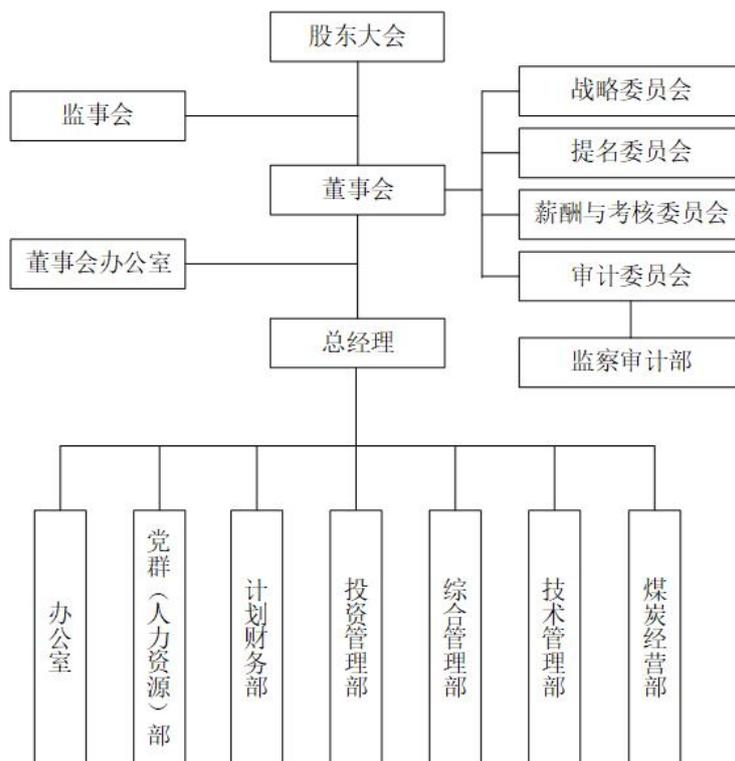 股东大会
监事会
战略委员会
提名委员会
董事会
薪酬与考核委员会
董事会办公室
审计委员会
总经理
监察审计部
办公室
党群（人力资源）部
计划财务部
投资管理部
综合管理部
技术管理部
煤炭经营部